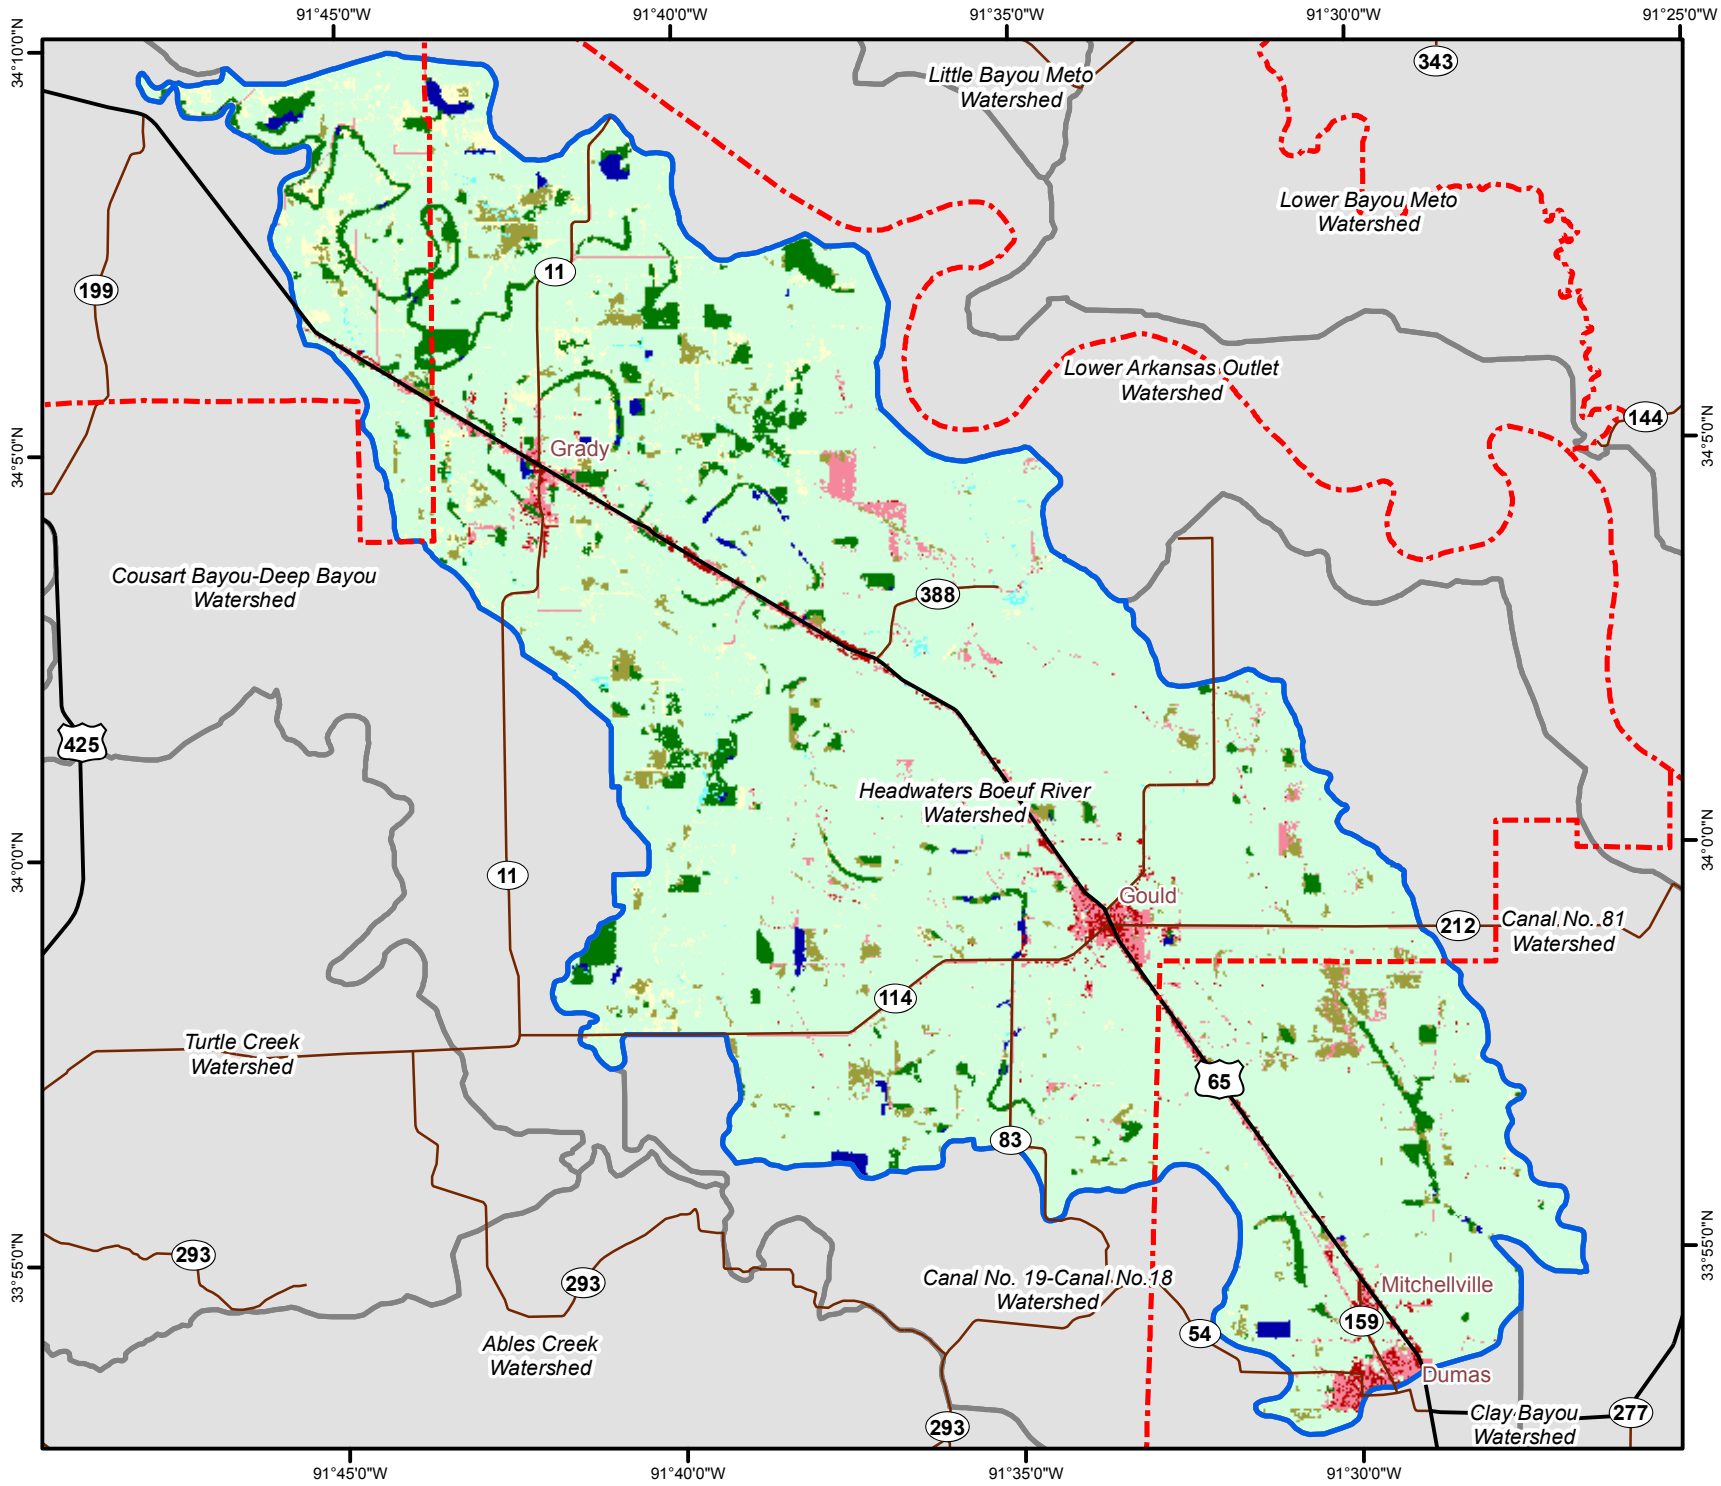 91°45'0"W
91°40'0"W
91°35'0"W
91°30'0"W
91°25'0"W
34°10'0"N
343
Little Bayou Meto
Watershed
Lower Bayou Meto
Watershed
199
11
Lower Arkansas Outlet
Watershed
144
34°5'0"N
34°5'0"N
Grady
Cousart Bayou-Deep Bayou
Watershed
388
425
Headwaters Boeuf River
Watershed
34°0'0"N
34°0'0"N
11
Gould
212
Canal No. 81
Watershed
114
Turtle Creek
Watershed
65
83
293
293
33°55'0"N
33°55'0"N
Canal No. 19-Canal No.18
Watershed
Mitchellville
159
54
Ables Creek
Watershed
Dumas
293
Clay Bayou
Watershed
277
91°45'0"W
91°40'0"W
91°35'0"W
91°30'0"W